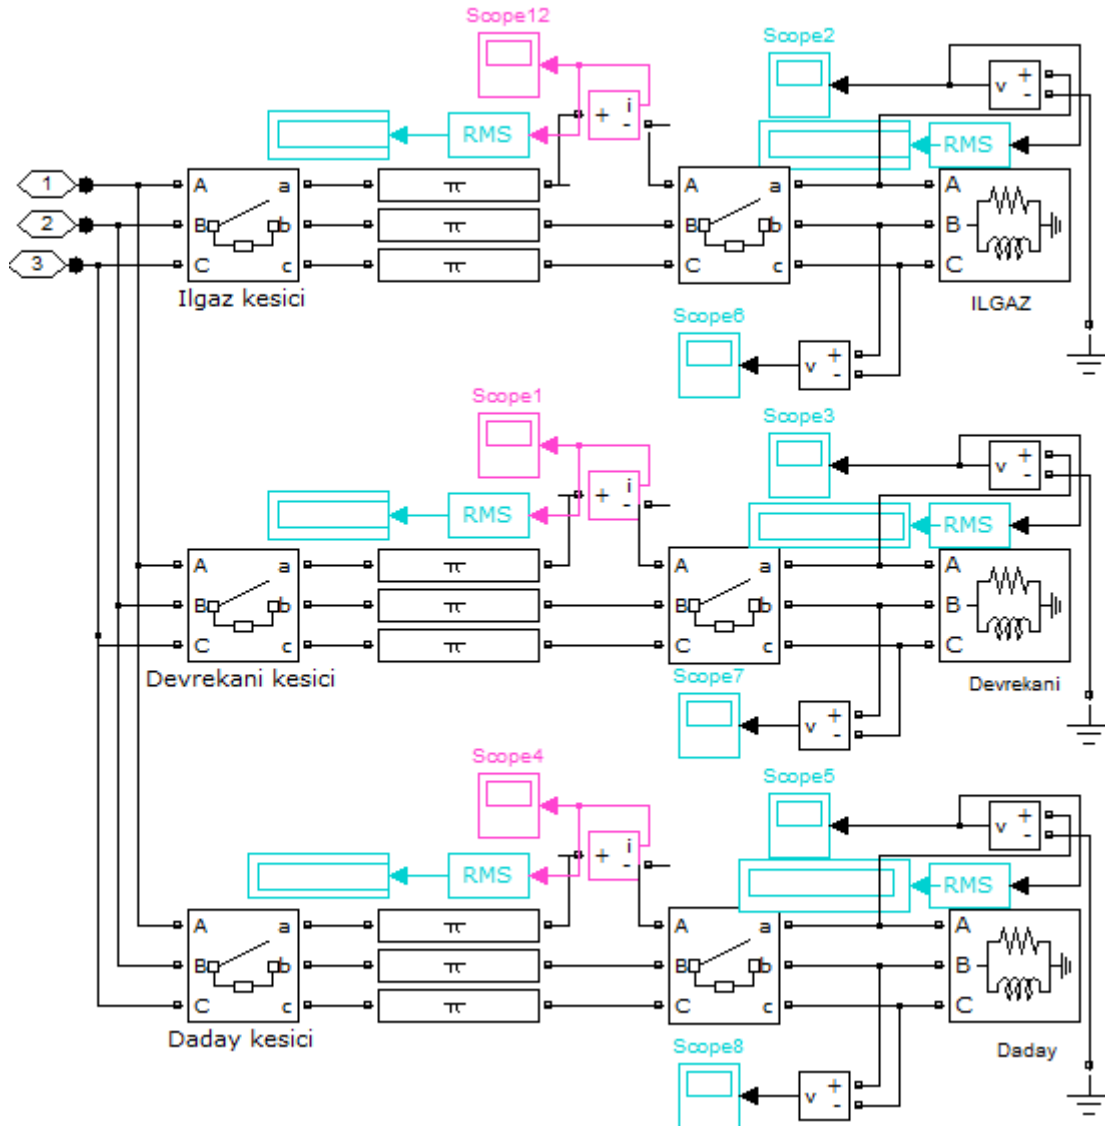 Scope12
Scope2
i
+
-
v
+
-
RMS
RMS
1
A
a
π
A
a
A
2
B
b
π
B
b
B
3
C
c
π
C
c
C
Ilgaz kesici
ILGAZ
Scope6
v
+
-
Scope1
Scope3
i
+
-
v
+
-
RMS
RMS
A
a
π
A
a
A
B
b
π
B
b
B
C
c
π
C
c
C
Devrekani kesici
Devrekani
Scope7
v
+
-
Scope4
Scope5
i
+
-
v
+
-
RMS
RMS
A
a
π
A
a
A
B
b
π
B
b
B
C
c
π
C
c
C
Daday kesici
Daday
Scope8
v
+
-